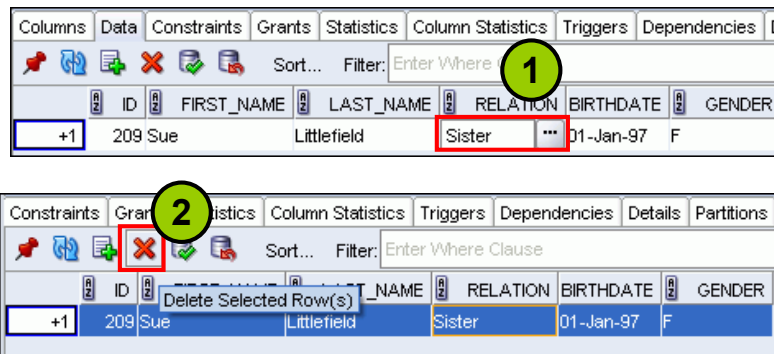 Columns Data Constraints Grants Statistics Column Statistics Triggers Dependencies
Sort... Filter: Enter Where
1
ID FIRST_NAME LAST_NAME RELATION BIRTHDATE GENDER
+1 209 Sue Littlefield Sister ... 01-Jan-97 F
Constraints Gran 2 istics Column Statistics Triggers Dependencies Details Partitions
Sort... Filter: Enter Where Clause
ID T_NAME RELATION BIRTHDATE GENDER
Delete Selected Row(s)
+1 209 Sue Littlefield Sister 01-Jan-97 F